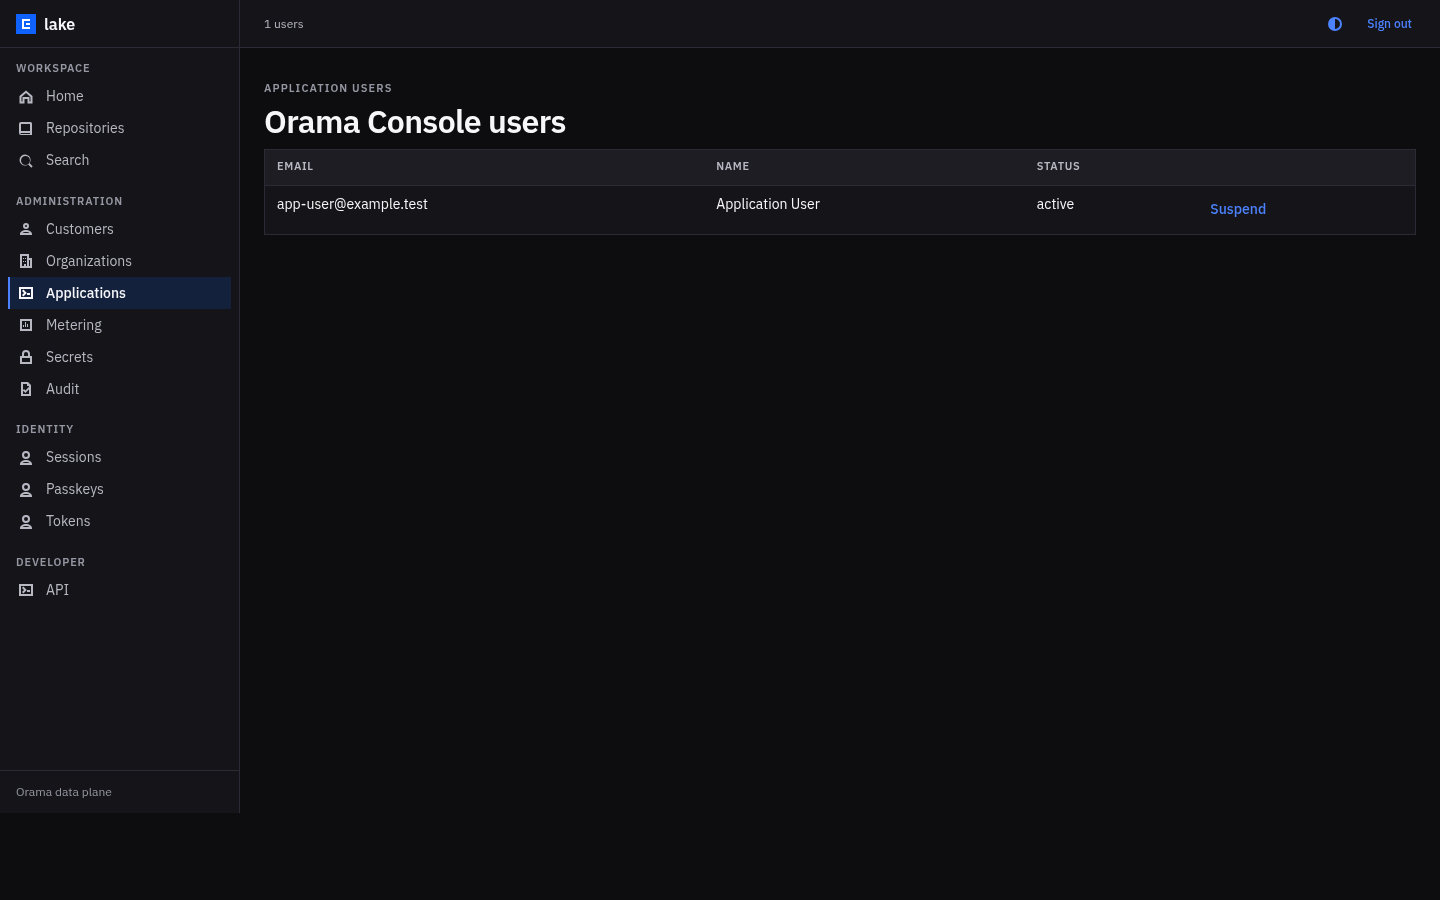 lake
1 users
Sign out
WORKSPACE
Home
Repositories
Search
ADMINISTRATION
Customers
Organizations
Applications
Metering
Secrets
Audit
IDENTITY
Sessions
Passkeys
Tokens
DEVELOPER
API
Orama data plane
APPLICATION USERS
Orama Console users
EMAIL NAME STATUS
app-user@example.test Application User active Suspend